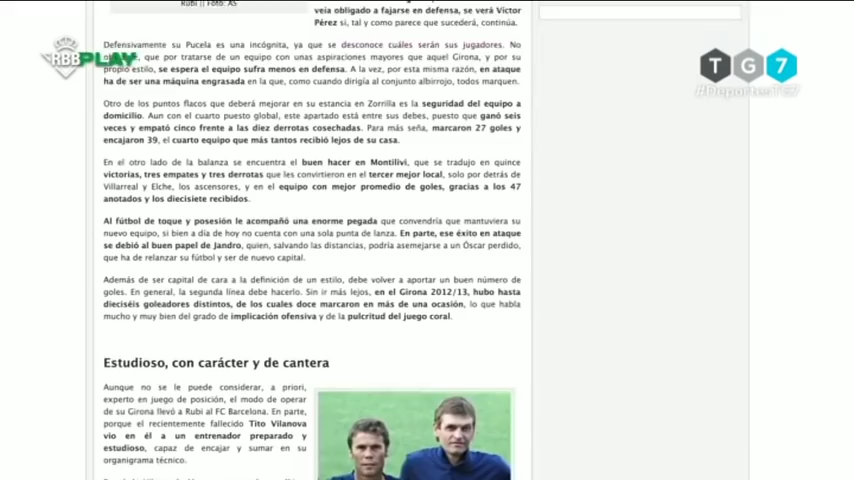 Rubi || Foto: AS
veía obligado a fajarse en defensa, se verá Víctor
Pérez si, tal y como parece que sucederá, continúa.
RBB PLAY
TG7
#DeportesTG7
Defensivamente su Pucela es una incógnita, ya que se desconoce cuáles serán sus jugadores. No
que por tratarse de un equipo con unas aspiraciones mayores que aquel Girona, y por su
propio estilo, se espera el equipo sufra menos en defensa. A la vez, por esta misma razón, en ataque
ha de ser una máquina engrasada en la que, como cuando dirigía al conjunto albirrojo, todos marquen.
Otro de los puntos flacos que deberá mejorar en su estancia en Zorrilla es la seguridad del equipo a
domicilio. Aun con el cuarto puesto global, este apartado está entre sus debes, puesto que ganó seis
veces y empató cinco frente a las diez derrotas cosechadas. Para más seña, marcaron 27 goles y
encajaron 39, el cuarto equipo que más tantos recibió lejos de su casa.
En el otro lado de la balanza se encuentra el buen hacer en Montilivi, que se tradujo en quince
victorias, tres empates y tres derrotas que les convirtieron en el tercer mejor local, solo por detrás de
Villarreal y Elche, los ascensores, y en el equipo con mejor promedio de goles, gracias a los 47
anotados y los diecisiete recibidos.
Al fútbol de toque y posesión le acompañó una enorme pegada que convendría que mantuviera su
nuevo equipo, si bien a día de hoy no cuenta con una sola punta de lanza. En parte, ese éxito en ataque
se debió al buen papel de Jandro, quien, salvando las distancias, podría asemejarse a un Óscar perdido,
que ha de relanzar su fútbol y ser de nuevo capital.
Además de ser capital de cara a la definición de un estilo, debe volver a aportar un buen número de
goles. En general, la segunda línea debe hacerlo. Sin ir más lejos, en el Girona 2012/13, hubo hasta
dieciséis goleadores distintos, de los cuales doce marcaron en más de una ocasión, lo que habla
mucho y muy bien del grado de implicación ofensiva y de la pulcritud del juego coral.
Estudioso, con carácter y de cantera
Aunque no se le puede considerar, a priori,
experto en juego de posición, el modo de operar
de su Girona llevó a Rubi al FC Barcelona. En parte,
porque el recientemente fallecido Tito Vilanova
vio en él a un entrenador preparado y
estudioso, capaz de encajar y sumar en su
organigrama técnico.